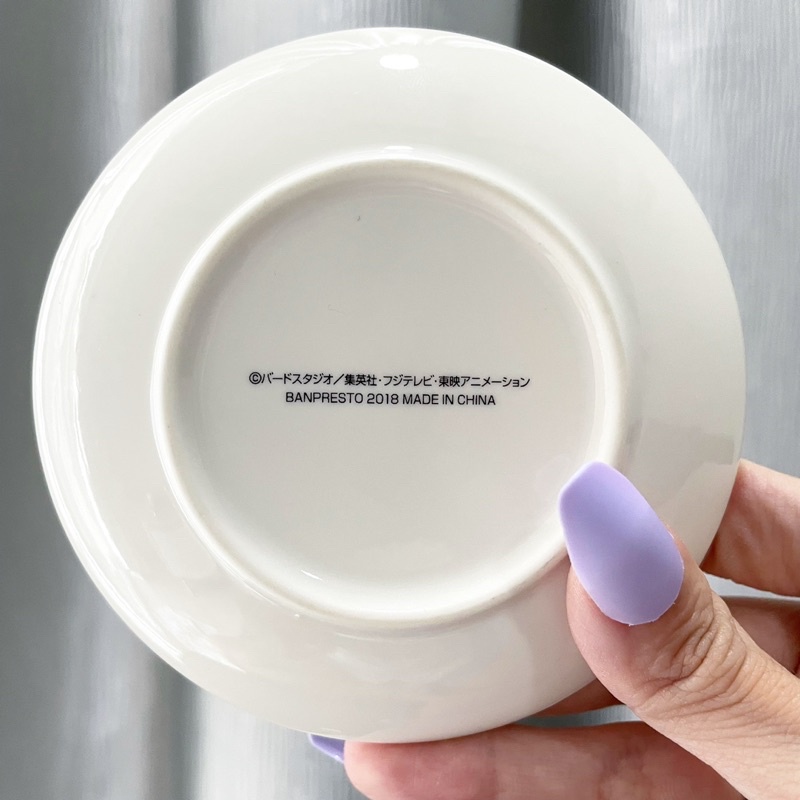 ©バードスタジオ／集英社・フジテレビ・東映アニメーション
BANPRESTO 2018 MADE IN CHINA